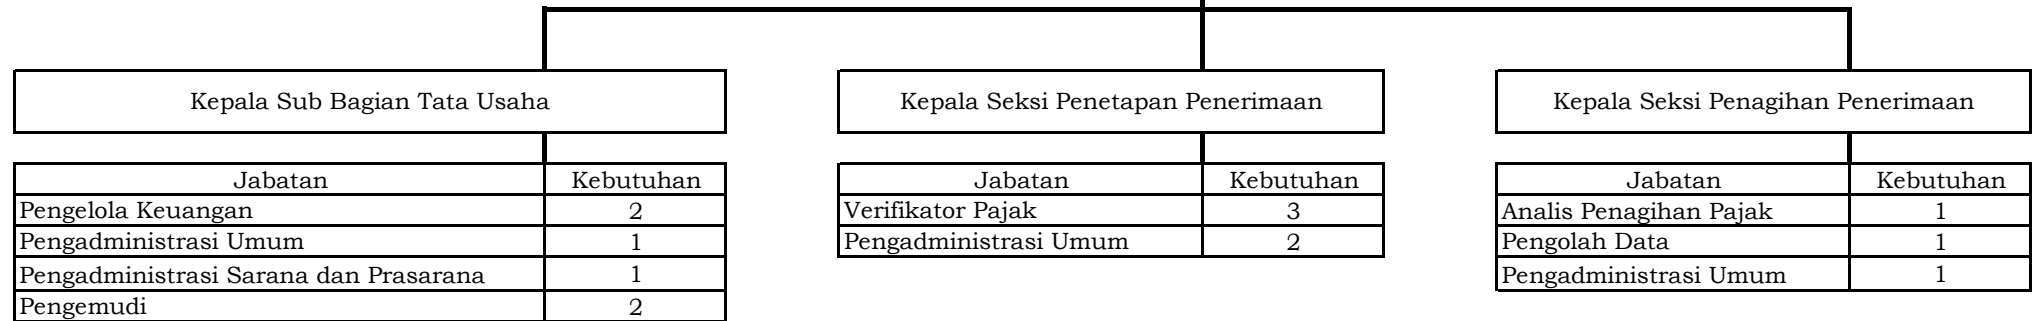 Kepala Sub Bagian Tata Usaha
Jabatan Kebutuhan
Pengelola Keuangan 2
Pengadministrasi Umum 1
Pengadministrasi Sarana dan Prasarana 1
Pengemudi 2
Kepala Seksi Penetapan Penerimaan
Jabatan Kebutuhan
Verifikator Pajak 3
Pengadministrasi Umum 2
Kepala Seksi Penagihan Penerimaan
Jabatan Kebutuhan
Analis Penagihan Pajak 1
Pengolah Data 1
Pengadministrasi Umum 1